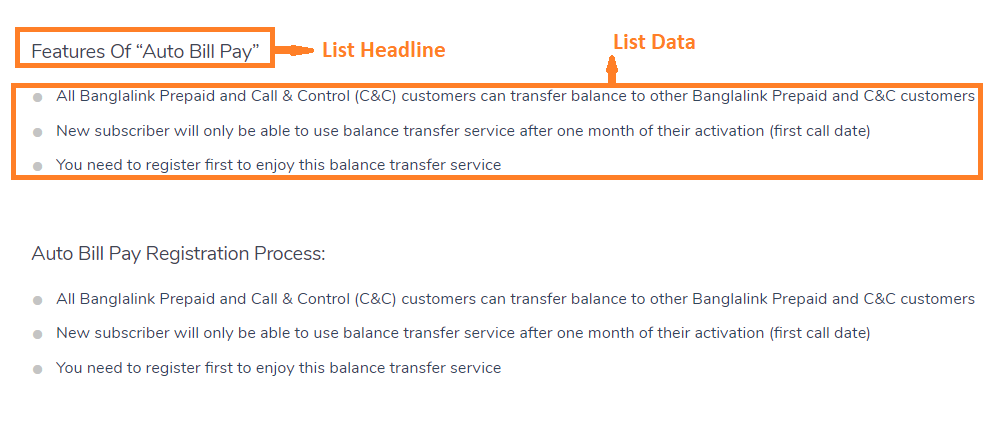 Features Of “Auto Bill Pay”
List Headline
List Data
All Banglalink Prepaid and Call & Control (C&C) customers can transfer balance to other Banglalink Prepaid and C&C customers
New subscriber will only be able to use balance transfer service after one month of their activation (first call date)
You need to register first to enjoy this balance transfer service
Auto Bill Pay Registration Process:
All Banglalink Prepaid and Call & Control (C&C) customers can transfer balance to other Banglalink Prepaid and C&C customers
New subscriber will only be able to use balance transfer service after one month of their activation (first call date)
You need to register first to enjoy this balance transfer service